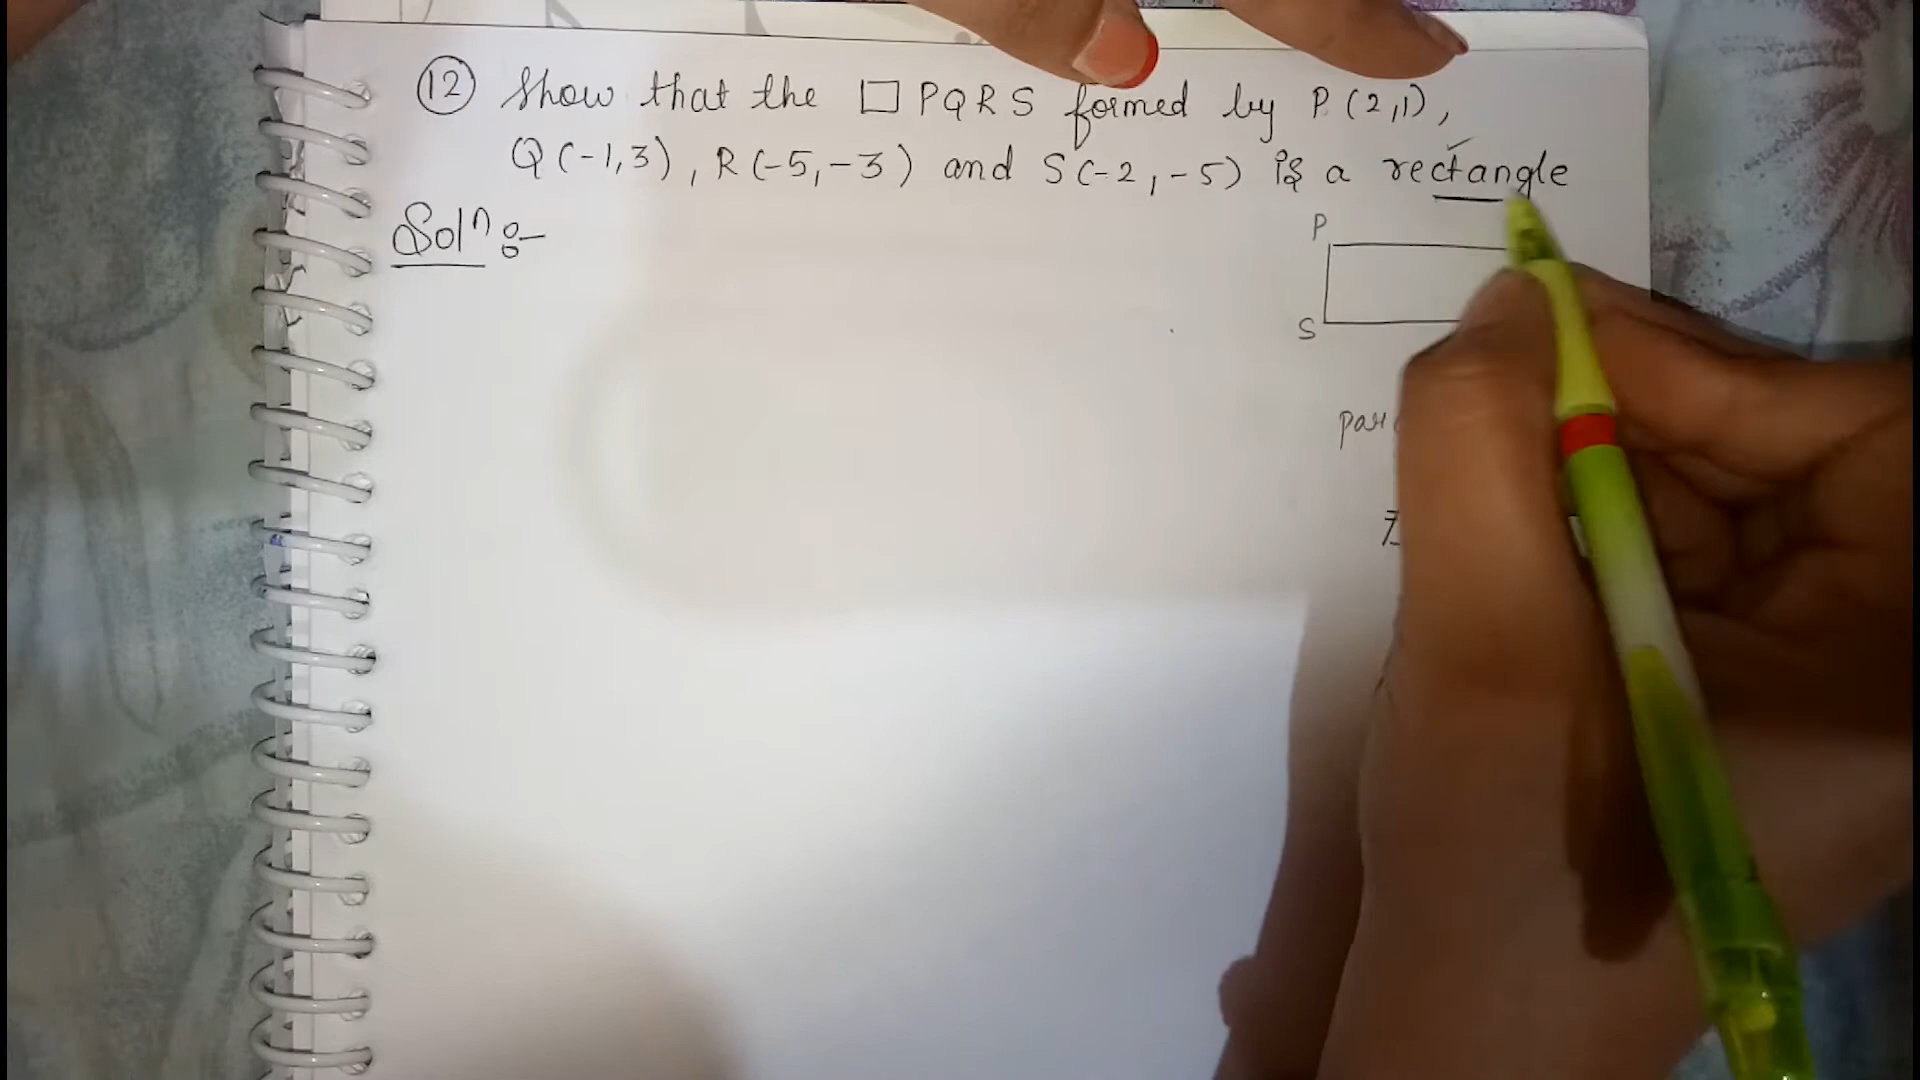 12 Show that the □ PQRS formed by P(2,1),
Q(-1,3), R(-5,-3) and S(-2,-5) is a rectangle
Solⁿ :-
P
S